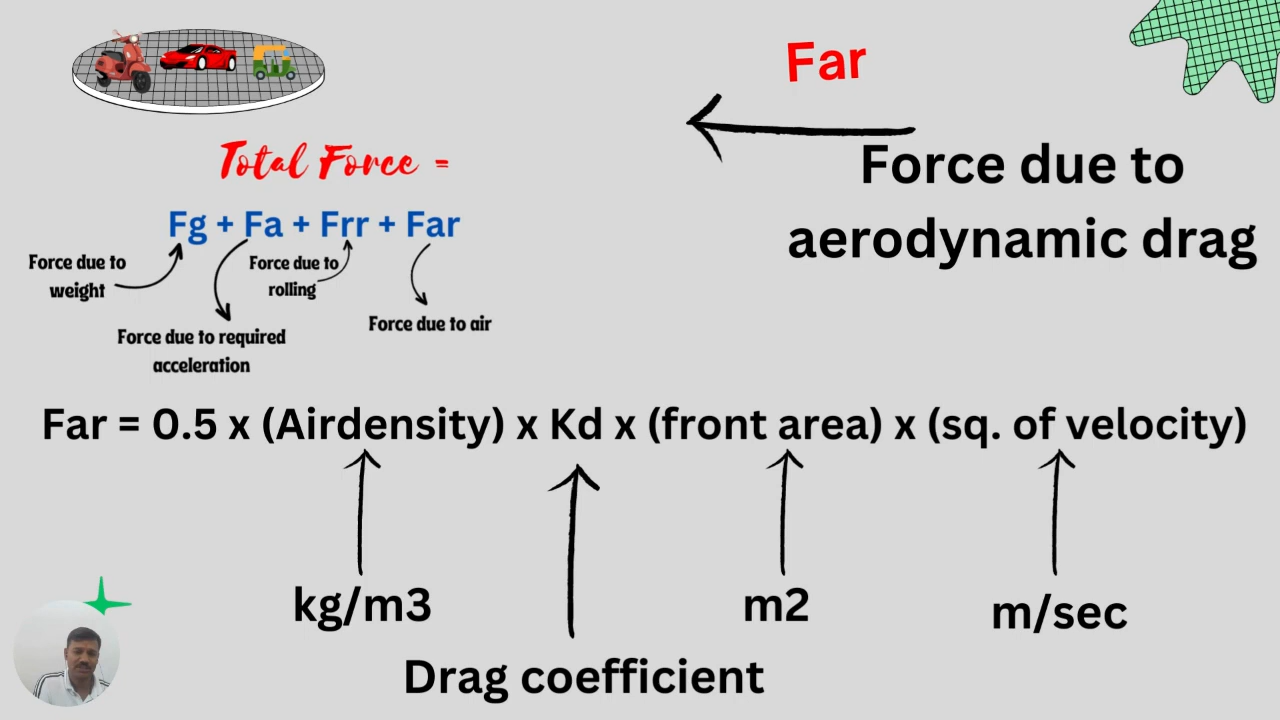 Far
Force due to
aerodynamic drag
Total Force =
Fg + Fa + Frr + Far
Force due to
weight
Force due to
rolling
Force due to required
acceleration
Force due to air
Far = 0.5 x (Airdensity) x Kd x (front area) x (sq. of velocity)
kg/m3
m2
m/sec
Drag coefficient